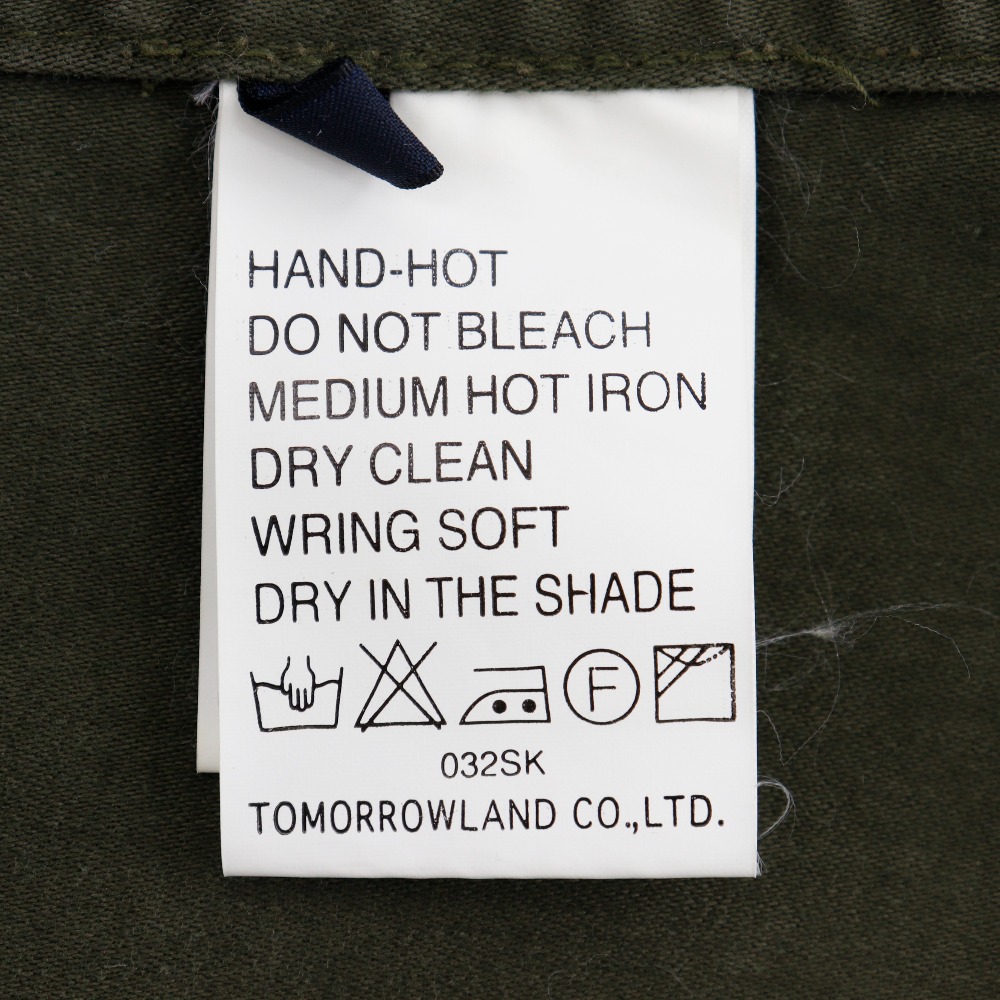 HAND-HOT
DO NOT BLEACH
MEDIUM HOT IRON
DRY CLEAN
WRING SOFT
DRY IN THE SHADE
F
032SK
TOMORROWLAND CO.,LTD.